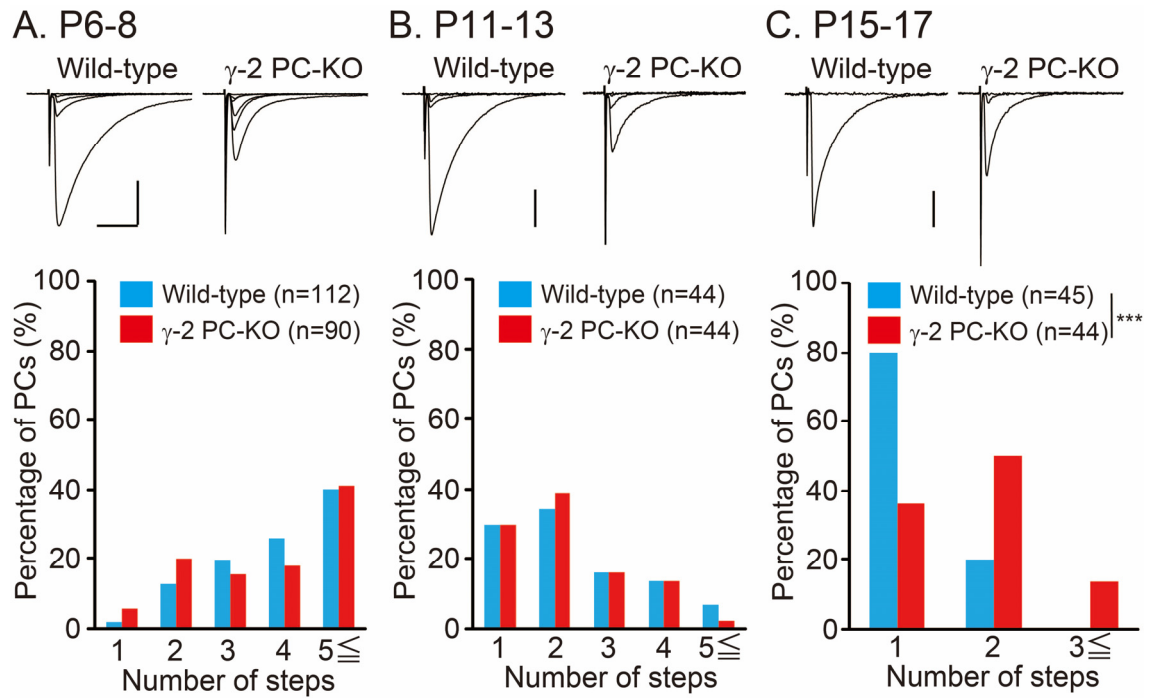 A. P6-8
Wild-type
γ-2 PC-KO
100
80
60
40
20
0
Percentage of PCs (%)
Wild-type (n=112)
γ-2 PC-KO (n=90)
1 2 3 4 5≦
Number of steps
B. P11-13
Wild-type
γ-2 PC-KO
100
80
60
40
20
0
Percentage of PCs (%)
Wild-type (n=44)
γ-2 PC-KO (n=44)
1 2 3 4 5≦
Number of steps
C. P15-17
Wild-type
γ-2 PC-KO
100
80
60
40
20
0
Percentage of PCs (%)
Wild-type (n=45)
γ-2 PC-KO (n=44)
***
1 2 3≦
Number of steps